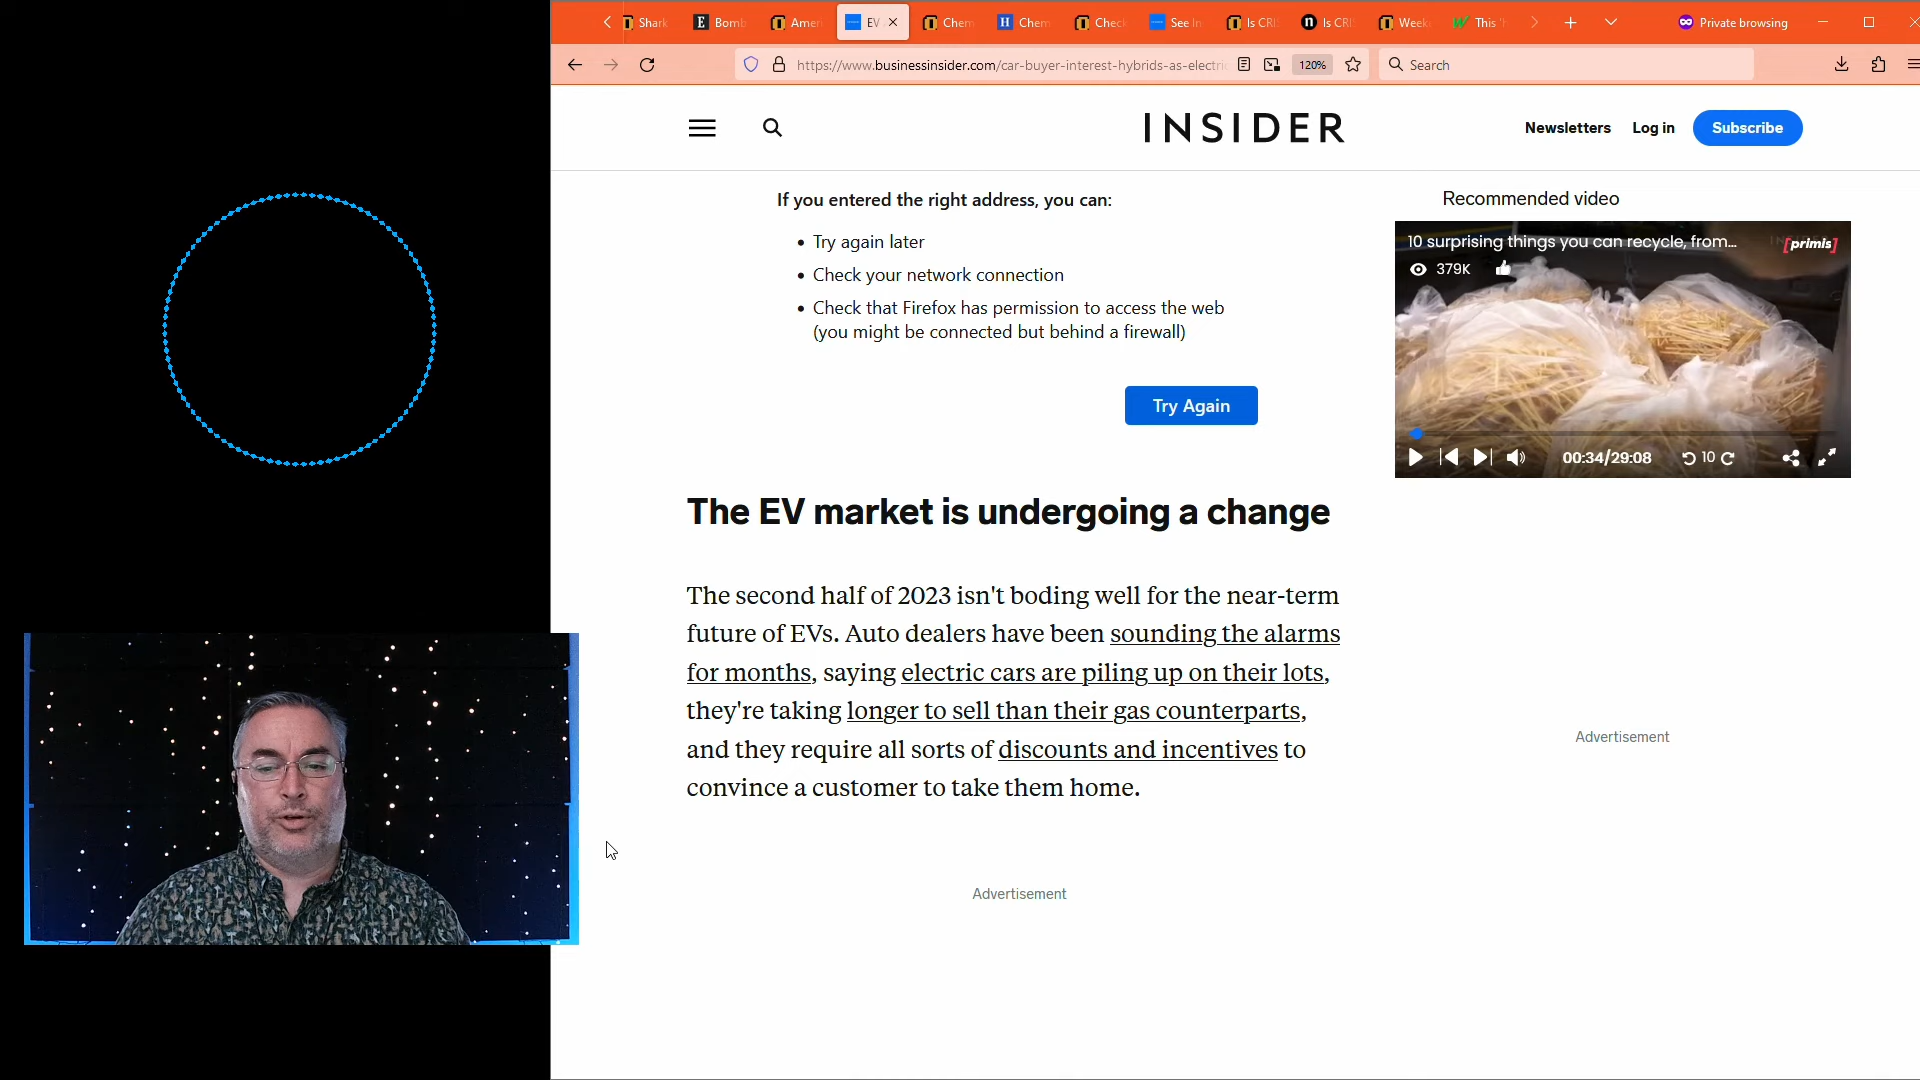 Shark
Bomb
Amer
EV
Chem
Chem
Check
See In
Is CRI
Is CRI
Week
This
Private browsing
https://www.businessinsider.com/car-buyer-interest-hybrids-as-electri
120%
Search
INSIDER
Newsletters
Log in
Subscribe
If you entered the right address, you can:
• Try again later
• Check your network connection
• Check that Firefox has permission to access the web
(you might be connected but behind a firewall)
Try Again
Recommended video
10 surprising things you can recycle, from...
[primis]
379K
00:34/29:08
10
The EV market is undergoing a change
The second half of 2023 isn't boding well for the near-term
future of EVs. Auto dealers have been sounding the alarms
for months, saying electric cars are piling up on their lots,
they're taking longer to sell than their gas counterparts,
and they require all sorts of discounts and incentives to
convince a customer to take them home.
Advertisement
Advertisement